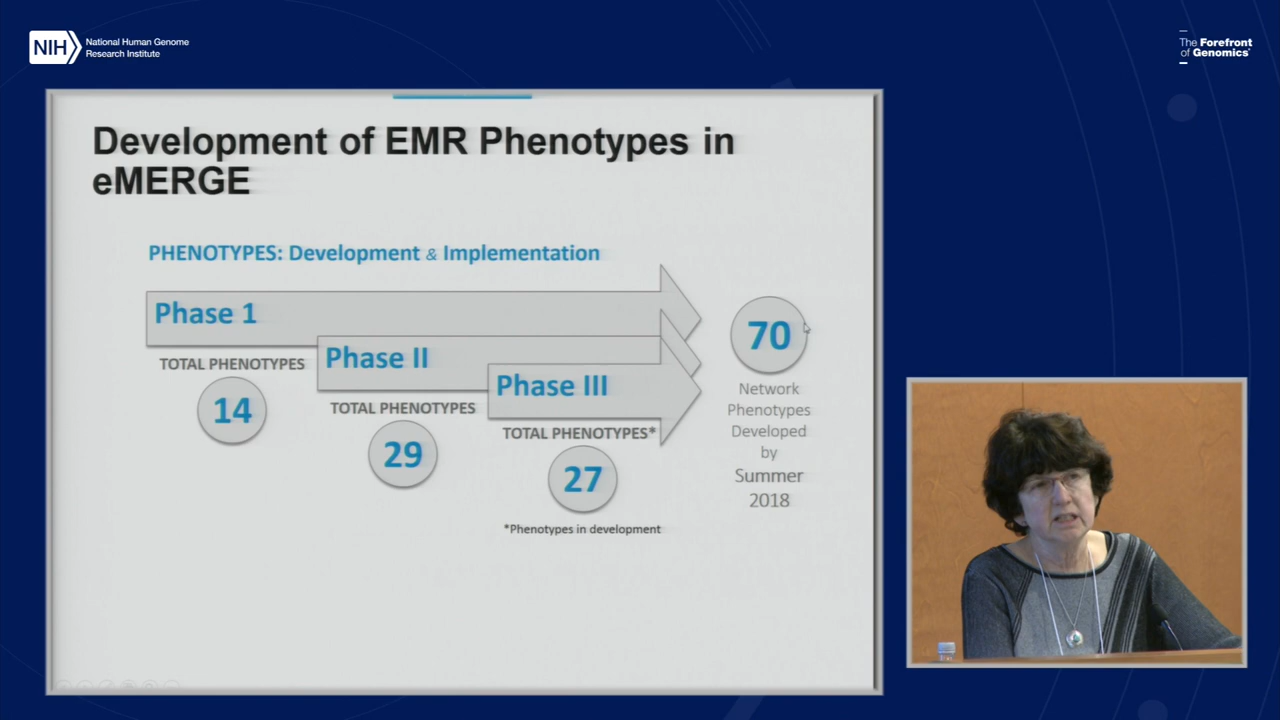 NIH
National Human Genome
Research Institute
The Forefront
of Genomics®
Development of EMR Phenotypes in
eMERGE
PHENOTYPES: Development & Implementation
Phase 1
TOTAL PHENOTYPES
14
Phase II
TOTAL PHENOTYPES
29
Phase III
TOTAL PHENOTYPES*
27
*Phenotypes in development
70
Network
Phenotypes
Developed
by
Summer
2018